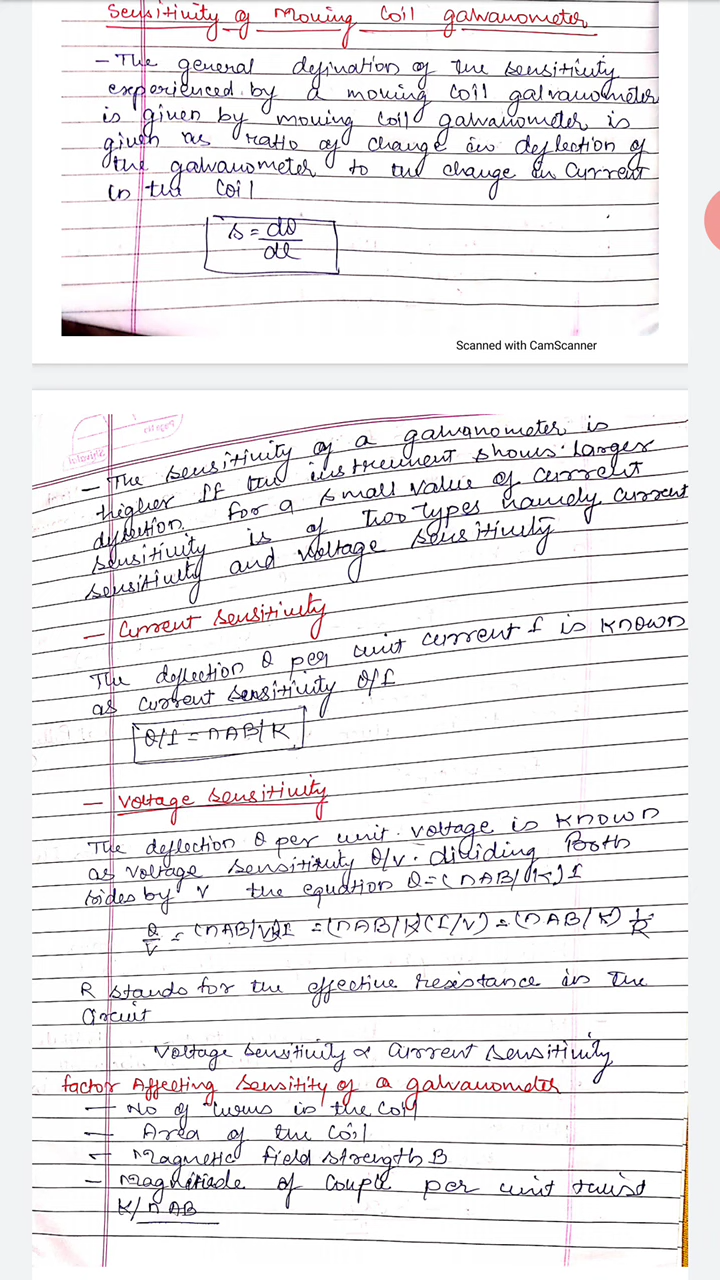 Sensitivity of Moving Coil galvanometer
- The general defination of the sensitivity
experienced by a moving coil galvanometer
is given by moving coil galvanometer is
given as ratio of change in deflection of
the galvanometer to the change in current
in the coil
s = dθ/dI
Scanned with CamScanner
- The sensitivity of a galvanometer is
higher If the instrument shows larger
deflection for a small value of current
sensitivity is of two types namely current
sensitivity and voltage sensitivity
- Current sensitivity
The deflection θ per unit current I is known
as current sensitivity θ/I
θ/I = nAB/K
- Voltage sensitivity
The deflection θ per unit voltage is known
as voltage sensitivity θ/v. dividing both
sides by v the equation θ=(nAB/K)I
θ/V = (nAB/VK)I = (nAB/K)(I/V) = (nAB/K) 1/R
R stands for the effective resistance in the
Circuit
Voltage sensitivity ∝ current sensitivity
factor Affecting Sensitity of a galvanometer
- No of turns in the coil
- Area of the coil
- Magnetic field strength B
- Magnitude of couple per unit twist
K/nAB